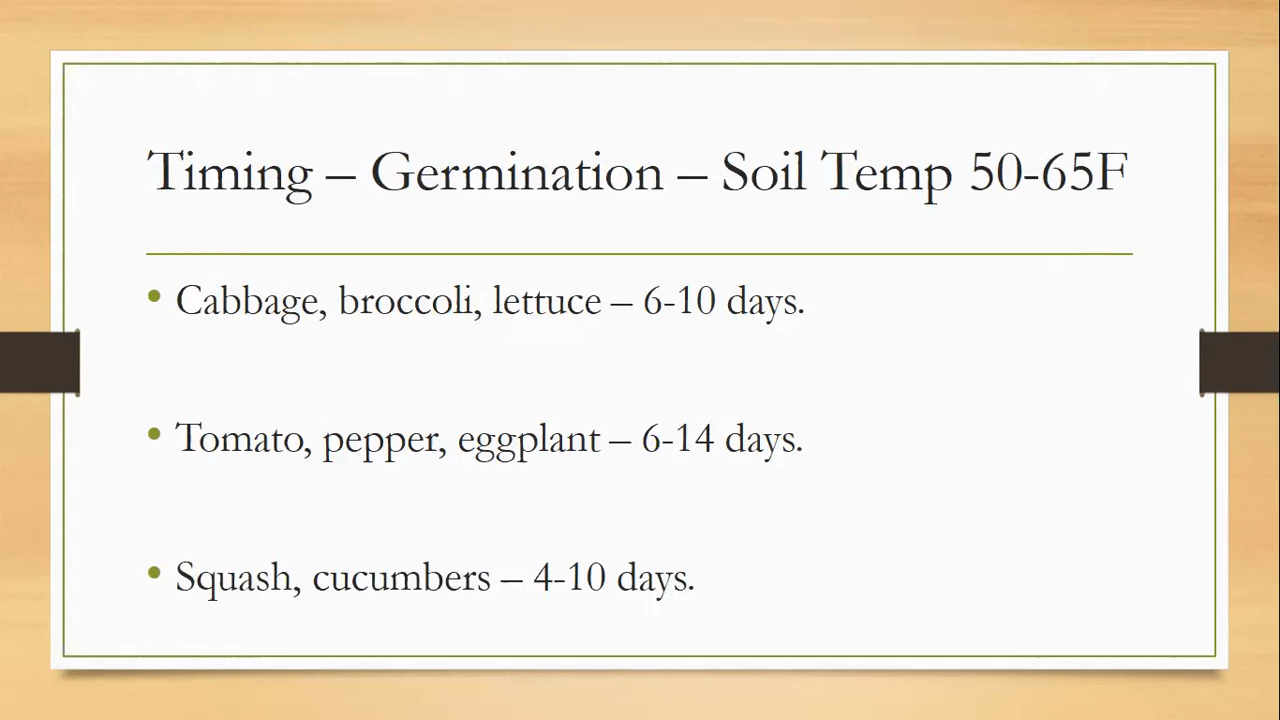 Timing – Germination – Soil Temp 50-65F
• Cabbage, broccoli, lettuce – 6-10 days.
• Tomato, pepper, eggplant – 6-14 days.
• Squash, cucumbers – 4-10 days.